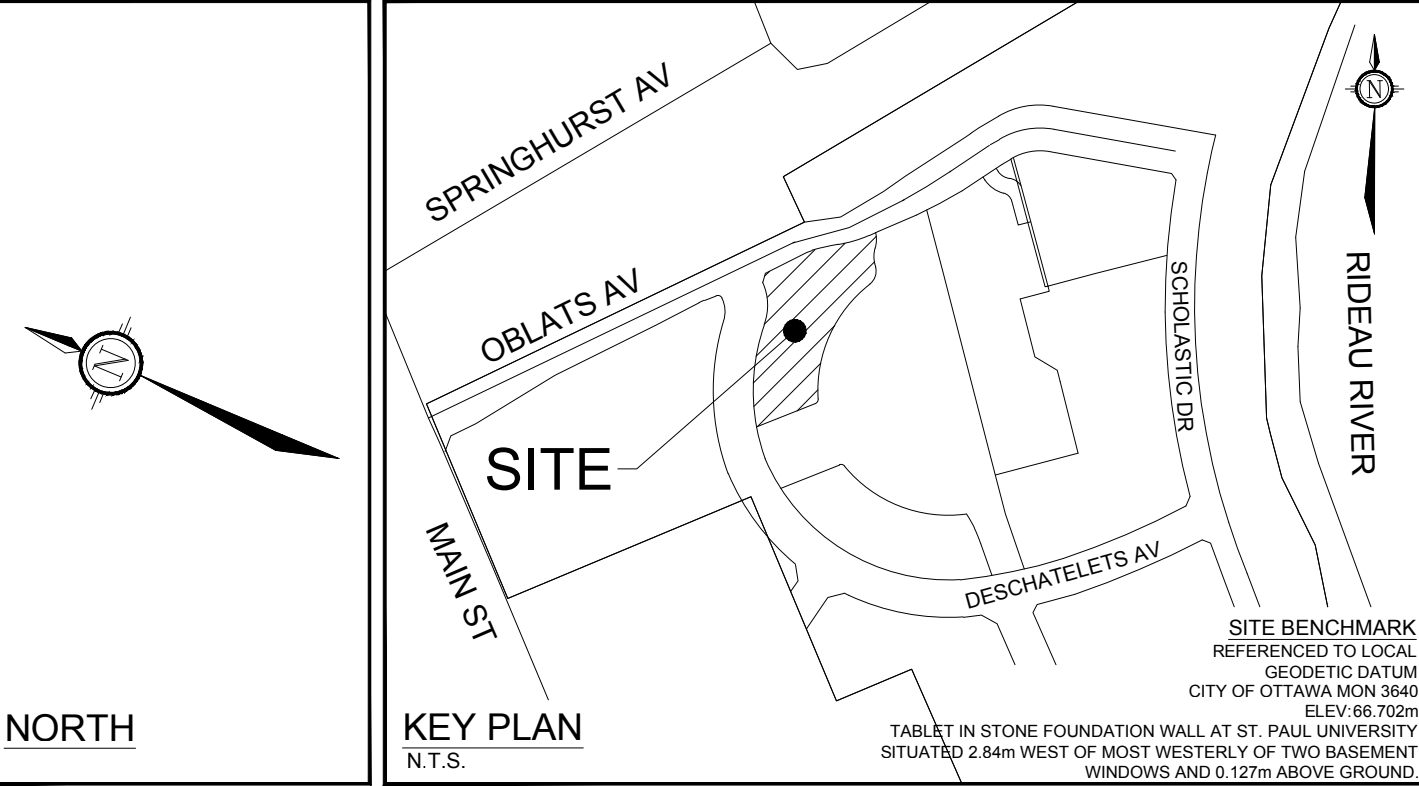 N
NORTH
SPRINGHURST AV
OBLATS AV
SITE
MAIN ST
DESCHATELETS AV
SCHOLASTIC DR
N
RIDEAU RIVER
KEY PLAN
N.T.S.
SITE BENCHMARK
REFERENCED TO LOCAL
GEODETIC DATUM
CITY OF OTTAWA MON 3640
ELEV:66.702m
TABLET IN STONE FOUNDATION WALL AT ST. PAUL UNIVERSITY
SITUATED 2.84m WEST OF MOST WESTERLY OF TWO BASEMENT
WINDOWS AND 0.127m ABOVE GROUND.